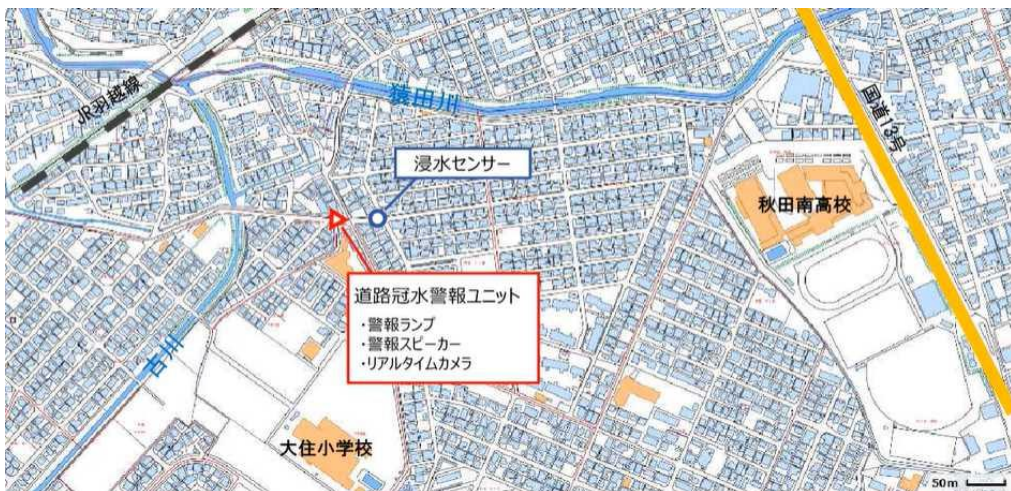 JR羽越線
猿田川
国道13号
浸水センサー
秋田南高校
道路冠水警報ユニット
・警報ランプ
・警報スピーカー
・リアルタイムカメラ
古川
大住小学校
50m